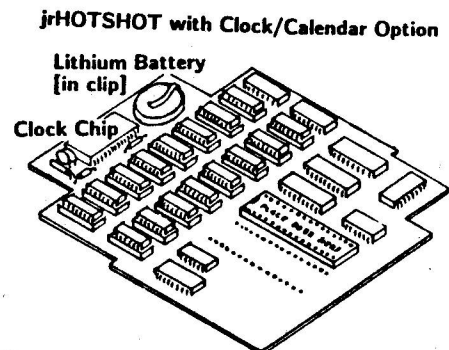 jrHOTSHOT with Clock/Calendar Option
Lithium Battery
[in clip]
Clock Chip